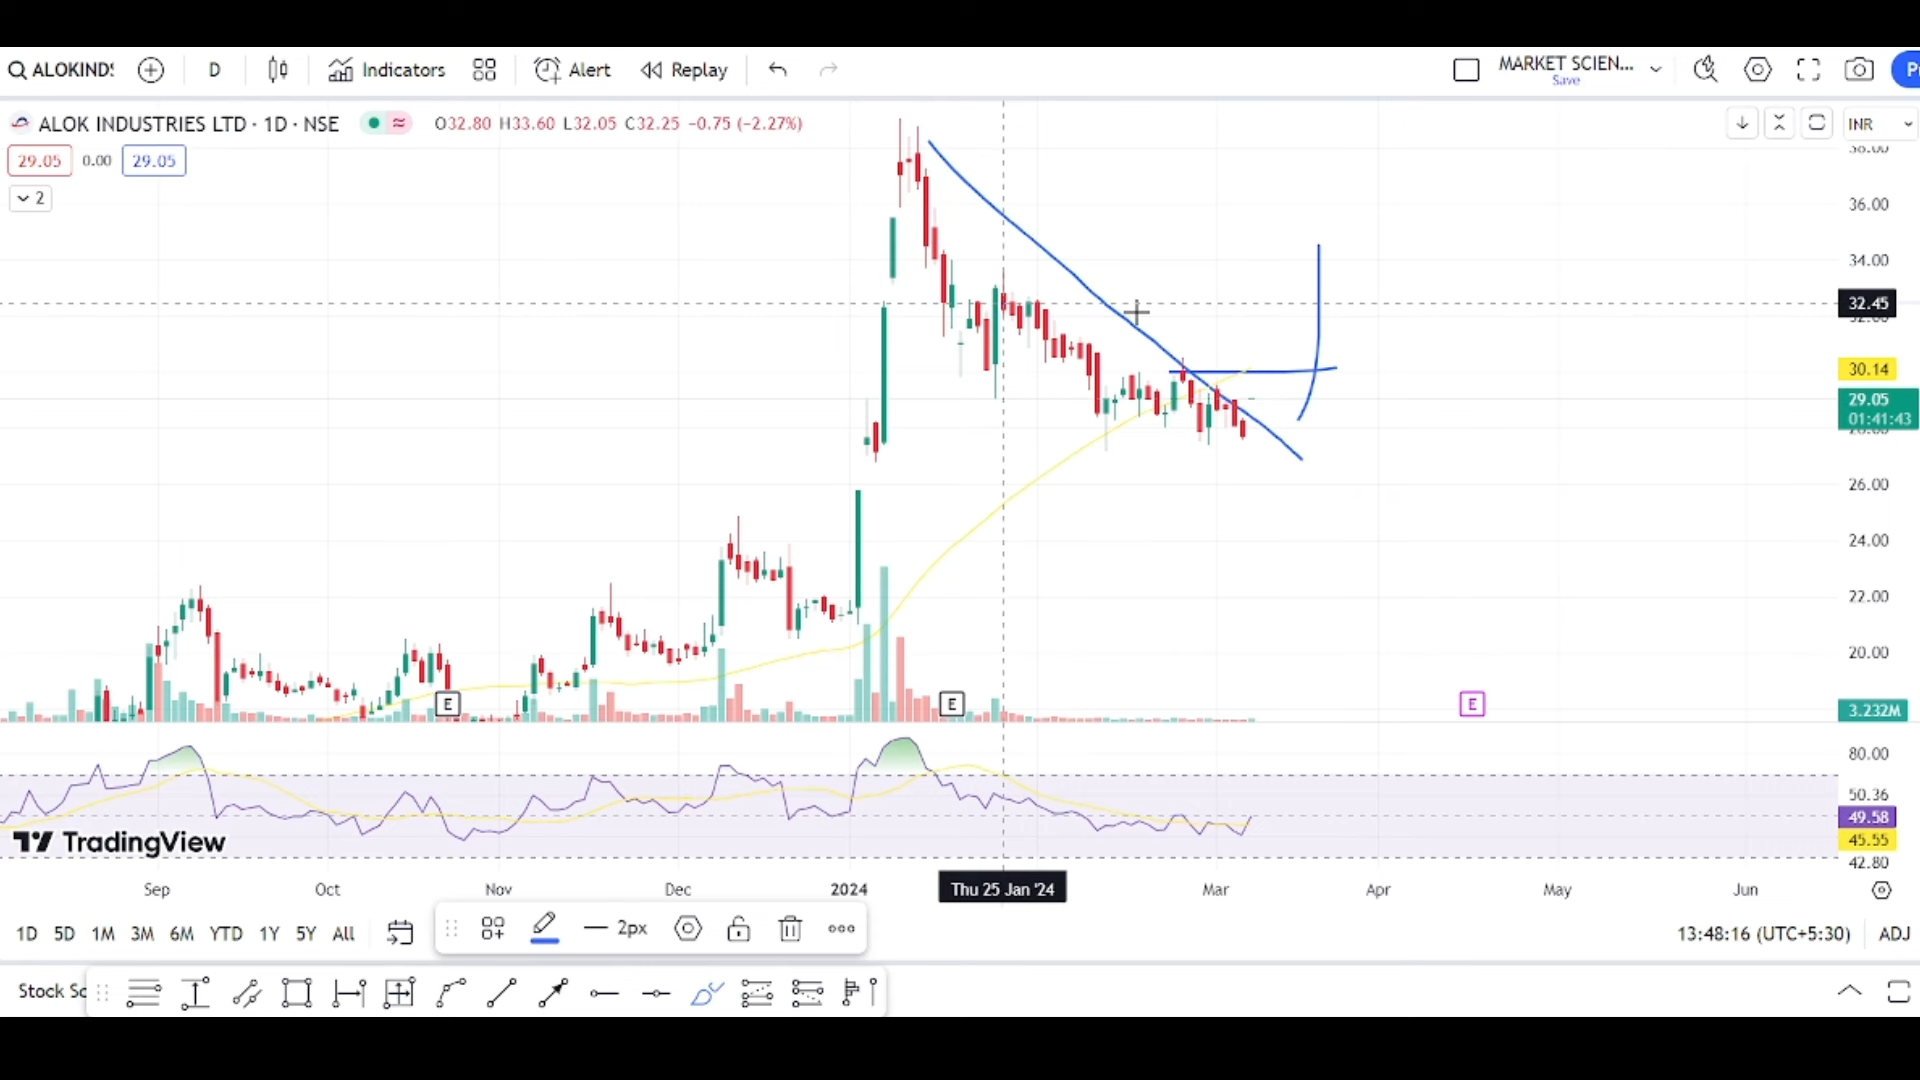 ALOKIND
D
Indicators
Alert
Replay
MARKET SCIEN...
Save
ALOK INDUSTRIES LTD · 1D · NSE
O32.80 H33.60 L32.05 C32.25 −0.75 (−2.27%)
INR
29.05 0.00 29.05
2
36.00
34.00
32.45
30.14
29.05
01:41:43
26.00
24.00
22.00
20.00
E E E
3.232M
80.00
50.36
49.58
45.55
42.80
TradingView
Sep Oct Nov Dec 2024 Thu 25 Jan '24 Mar Apr May Jun
1D 5D 1M 3M 6M YTD 1Y 5Y All
2px
13:48:16 (UTC+5:30) ADJ
Stock Sc